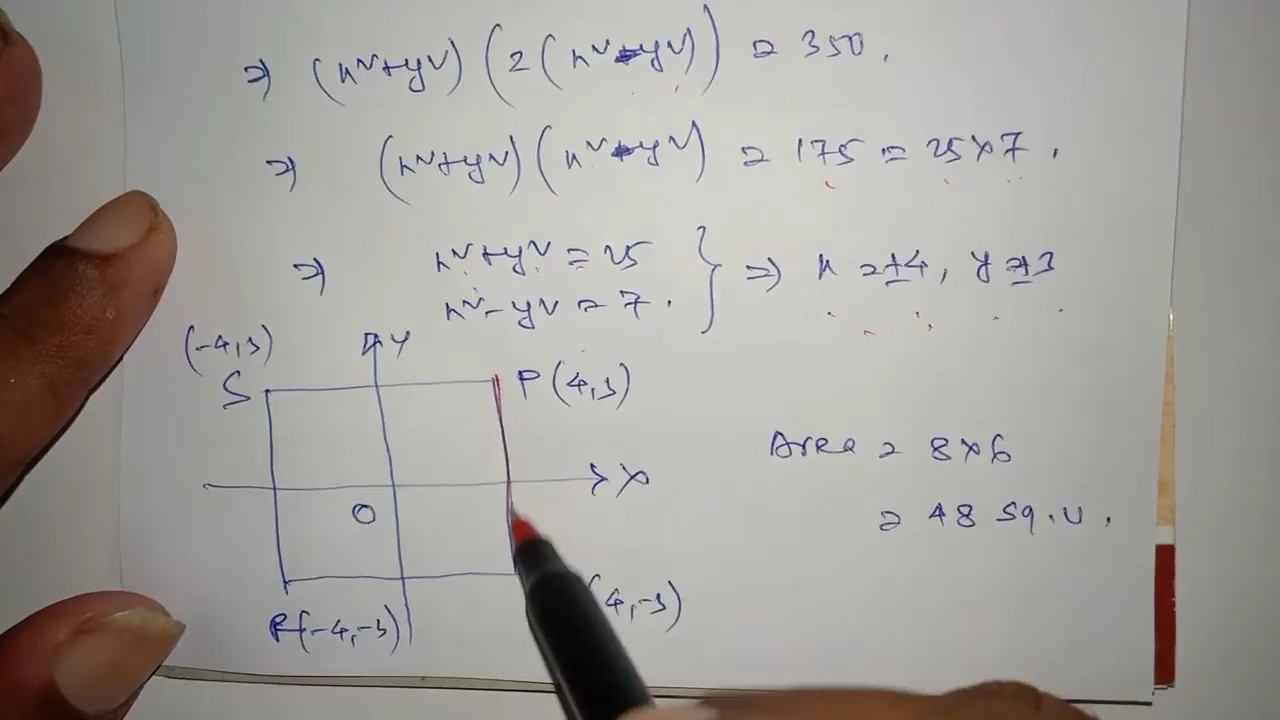 ⇒ (x²+y²) (2(x²-y²)) = 350.
⇒ (x²+y²)(x²-y²) = 175 = 25×7.
⇒ x²+y² = 25
x²-y² = 7. } ⇒ x = ±4, y = ±3
(-4,3) Y
S P(4,3)
Area = 8×6
X
O = 48 sq.u.
R(-4,-3) (4,-3)